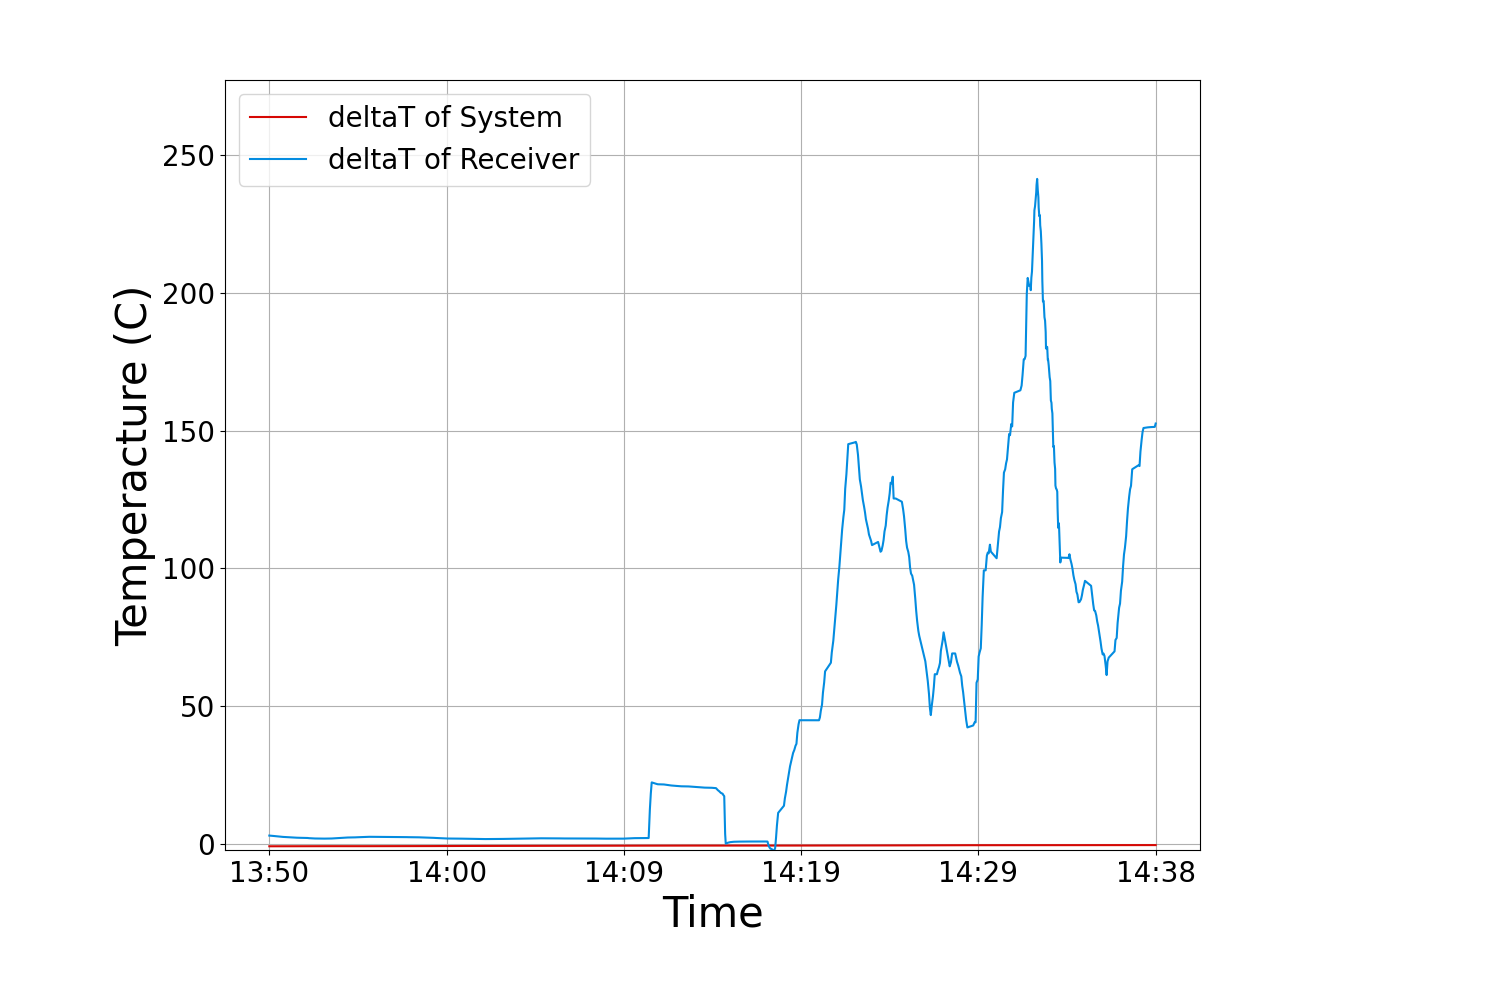 deltaT of System
deltaT of Receiver
250
200
150
100
50
0
Temperacture (C)
13:50 14:00 14:09 14:19 14:29 14:38
Time